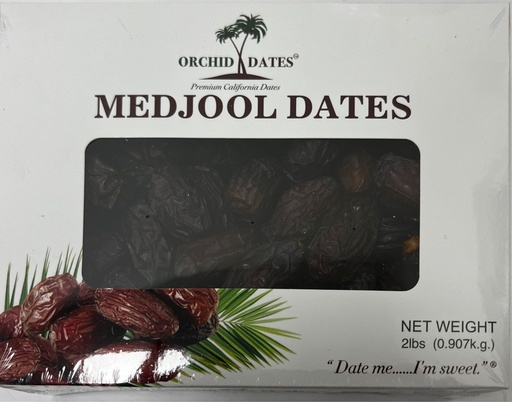 ORCHID DATES
Premium California Dates
MEDJOOL DATES
NET WEIGHT
2lbs (0.907k.g.)
“Date me......I'm sweet.”®